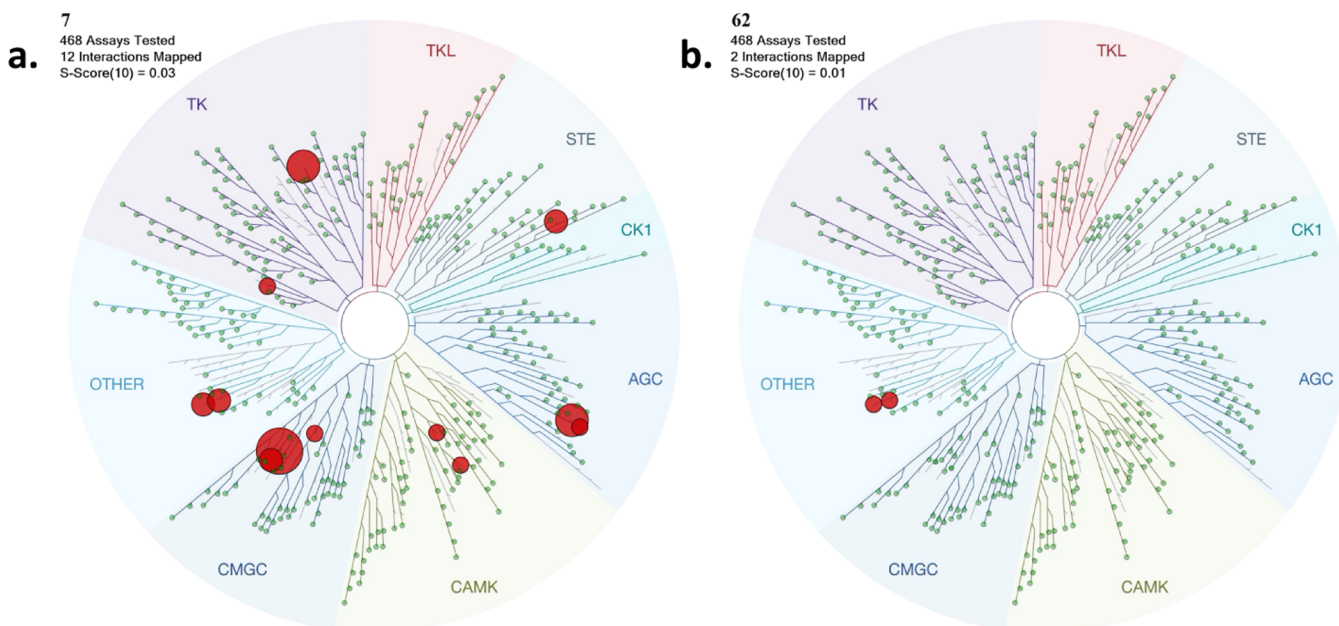 7
468 Assays Tested
12 Interactions Mapped
S-Score(10) = 0.03
a.
TK
TKL
STE
CK1
AGC
OTHER
CMGC
CAMK
62
468 Assays Tested
2 Interactions Mapped
S-Score(10) = 0.01
b.
TK
TKL
STE
CK1
AGC
OTHER
CMGC
CAMK